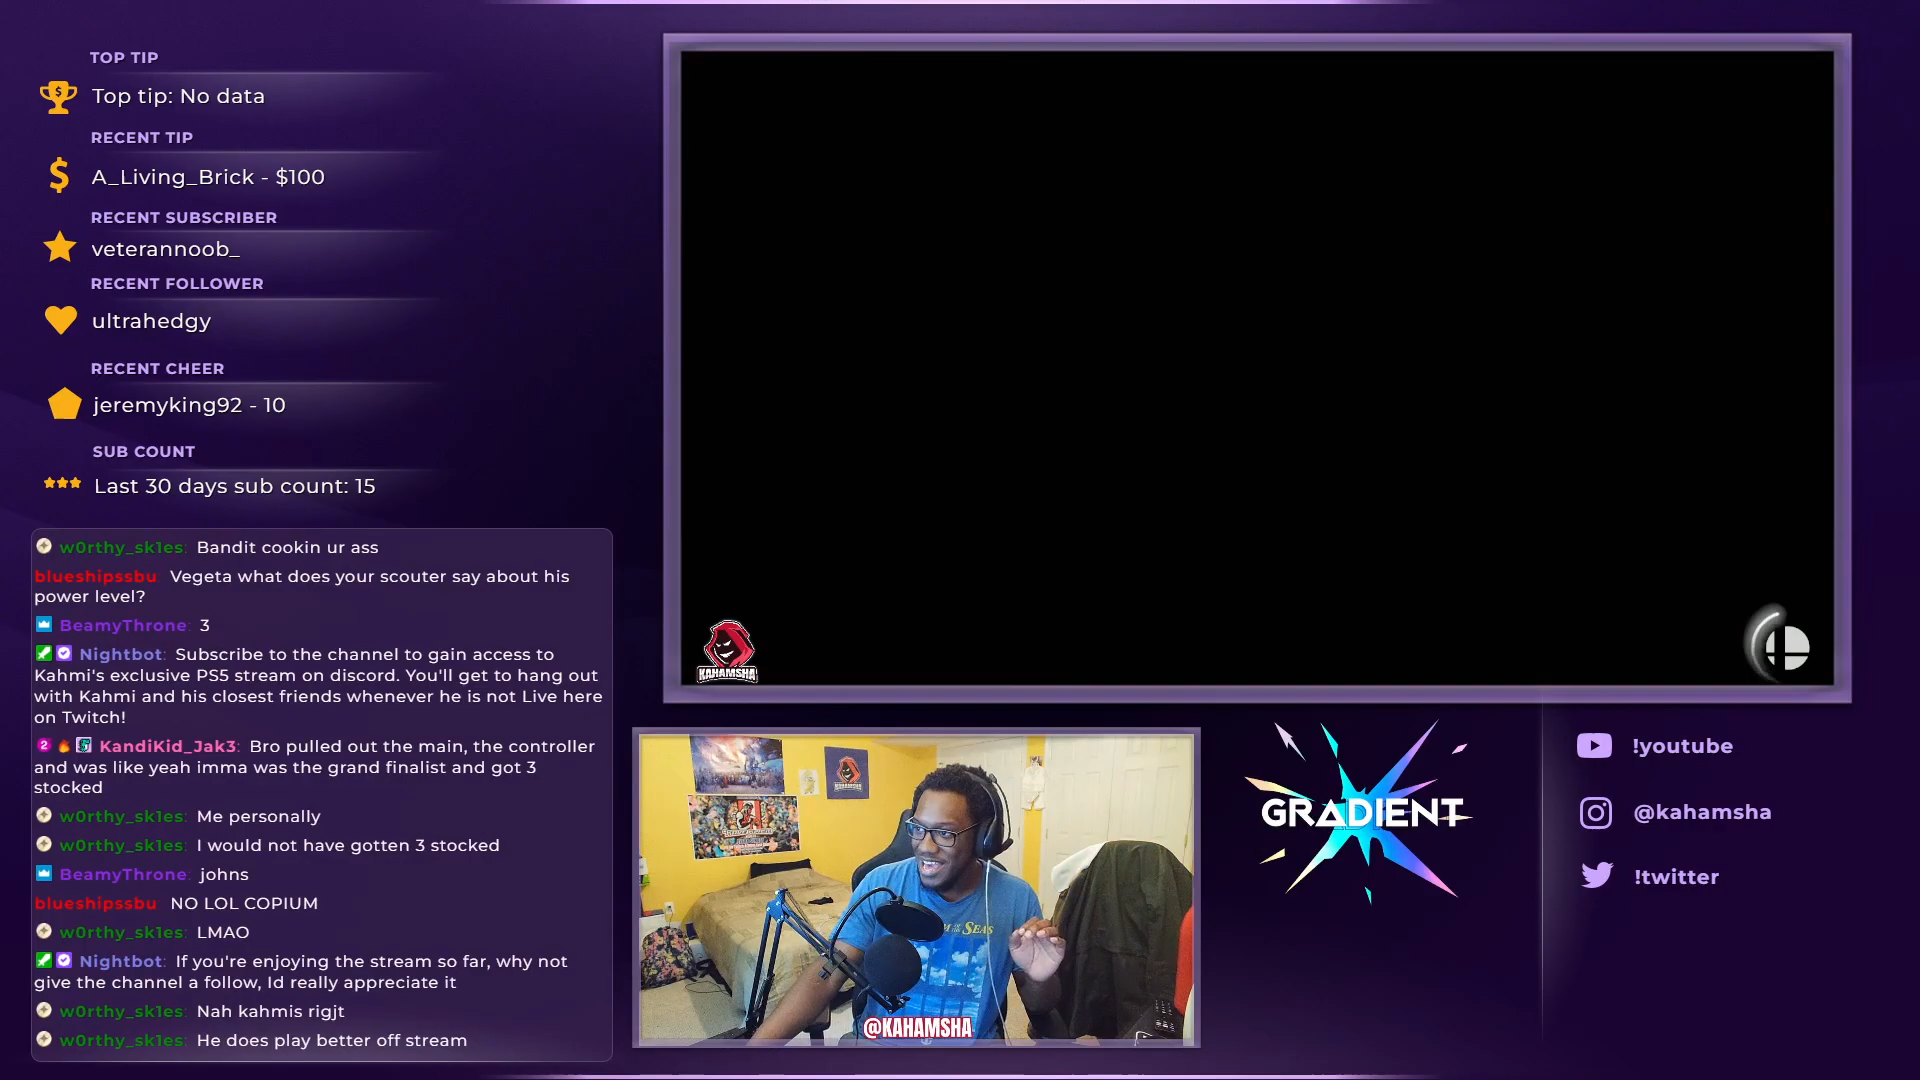 TOP TIP
Top tip: No data
RECENT TIP
A_Living_Brick - $100
RECENT SUBSCRIBER
veterannoob_
RECENT FOLLOWER
ultrahedgy
RECENT CHEER
jeremyking92 - 10
SUB COUNT
Last 30 days sub count: 15
w0rthy_sk1es: Bandit cookin ur ass
blueshipssbu: Vegeta what does your scouter say about his
power level?
BeamyThrone: 3
Nightbot: Subscribe to the channel to gain access to
Kahmi's exclusive PS5 stream on discord. You'll get to hang out
with Kahmi and his closest friends whenever he is not Live here
on Twitch!
2 KandiKid_Jak3: Bro pulled out the main, the controller
and was like yeah imma was the grand finalist and got 3
stocked
w0rthy_sk1es: Me personally
w0rthy_sk1es: I would not have gotten 3 stocked
BeamyThrone: johns
blueshipssbu: NO LOL COPIUM
w0rthy_sk1es: LMAO
Nightbot: If you're enjoying the stream so far, why not
give the channel a follow, Id really appreciate it
w0rthy_sk1es: Nah kahmis rigjt
w0rthy_sk1es: He does play better off stream
KAHAMSHA
@KAHAMSHA
GRADIENT
!youtube
@kahamsha
!twitter